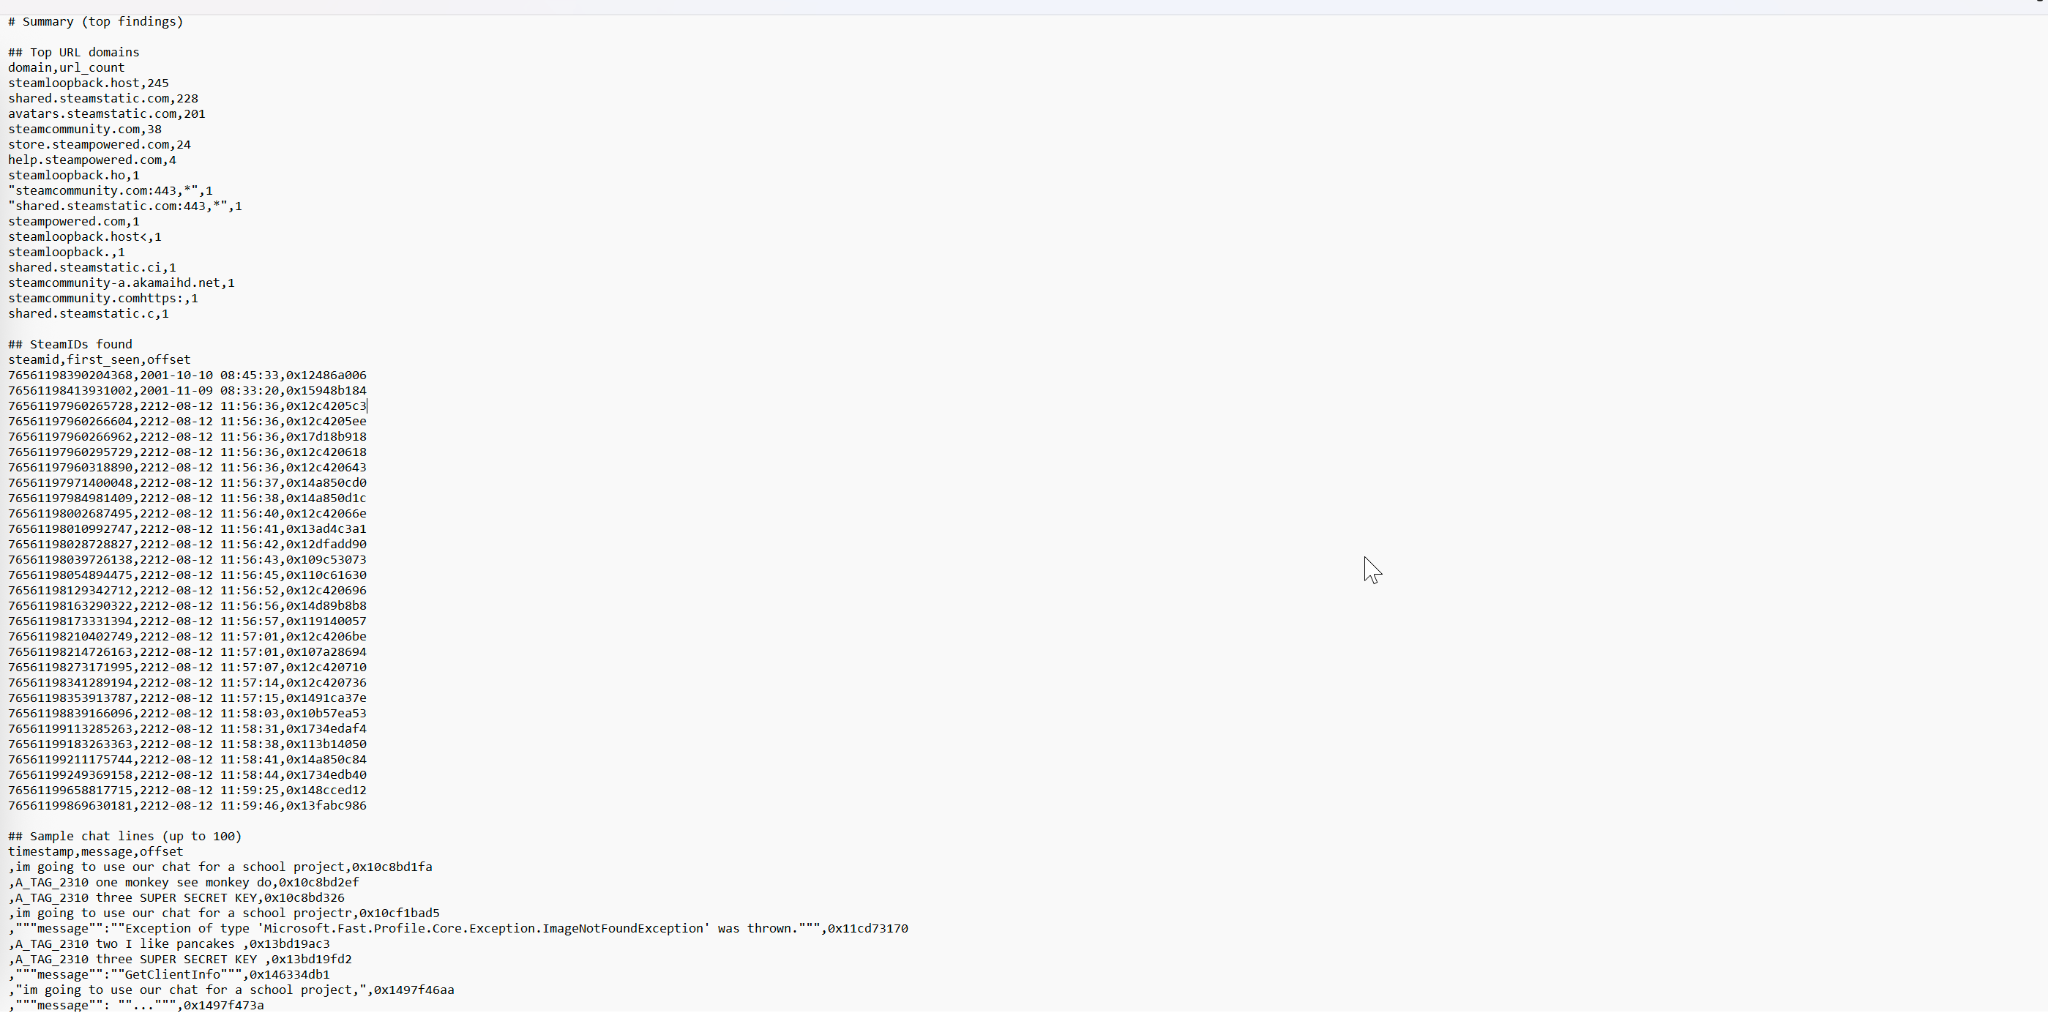 # Summary (top findings)
## Top URL domains
domain,url_count
steamloopback.host,245
shared.steamstatic.com,228
avatars.steamstatic.com,201
steamcommunity.com,38
store.steampowered.com,24
help.steampowered.com,4
steamloopback.ho,1
"steamcommunity.com:443,*",1
"shared.steamstatic.com:443,*",1
steampowered.com,1
steamloopback.host<,1
steamloopback.,1
shared.steamstatic.ci,1
steamcommunity-a.akamaihd.net,1
steamcommunity.comhttps:,1
shared.steamstatic.c,1
## SteamIDs found
steamid,first_seen,offset
76561198390204368,2001-10-10 08:45:33,0x12486a006
76561198413931002,2001-11-09 08:33:20,0x15948b184
76561197960265728,2212-08-12 11:56:36,0x12c4205c3
76561197960266604,2212-08-12 11:56:36,0x12c4205ee
76561197960266962,2212-08-12 11:56:36,0x17d18b918
76561197960295729,2212-08-12 11:56:36,0x12c420618
76561197960318890,2212-08-12 11:56:36,0x12c420643
76561197971400048,2212-08-12 11:56:37,0x14a850cd0
76561197984981409,2212-08-12 11:56:38,0x14a850d1c
76561198002687495,2212-08-12 11:56:40,0x12c42066e
76561198010992747,2212-08-12 11:56:41,0x13ad4c3a1
76561198028728827,2212-08-12 11:56:42,0x12dfadd90
76561198039726138,2212-08-12 11:56:43,0x109c53073
76561198054894475,2212-08-12 11:56:45,0x110c61630
76561198129342712,2212-08-12 11:56:52,0x12c420696
76561198163290322,2212-08-12 11:56:56,0x14d89b8b8
76561198173331394,2212-08-12 11:56:57,0x119140057
76561198210402749,2212-08-12 11:57:01,0x12c4206be
76561198214726163,2212-08-12 11:57:01,0x107a28694
76561198273171995,2212-08-12 11:57:07,0x12c420710
76561198341289194,2212-08-12 11:57:14,0x12c420736
76561198353913787,2212-08-12 11:57:15,0x1491ca37e
76561198839166096,2212-08-12 11:58:03,0x10b57ea53
76561199113285263,2212-08-12 11:58:31,0x1734edaf4
76561199183263363,2212-08-12 11:58:38,0x113b14050
76561199211175744,2212-08-12 11:58:41,0x14a850c84
76561199249369158,2212-08-12 11:58:44,0x1734edb40
76561199658817715,2212-08-12 11:59:25,0x148cced12
76561199869630181,2212-08-12 11:59:46,0x13fabc986
## Sample chat lines (up to 100)
timestamp,message,offset
,im going to use our chat for a school project,0x10c8bd1fa
,A_TAG_2310 one monkey see monkey do,0x10c8bd2ef
,A_TAG_2310 three SUPER SECRET KEY,0x10c8bd326
,im going to use our chat for a school projectr,0x10cf1bad5
,"""message"":""Exception of type 'Microsoft.Fast.Profile.Core.Exception.ImageNotFoundException' was thrown.""",0x11cd73170
,A_TAG_2310 two I like pancakes ,0x13bd19ac3
,A_TAG_2310 three SUPER SECRET KEY ,0x13bd19fd2
,"""message"":""GetClientInfo""",0x146334db1
,"im going to use our chat for a school project,",0x1497f46aa
,"""message"": ""...""",0x1497f473a